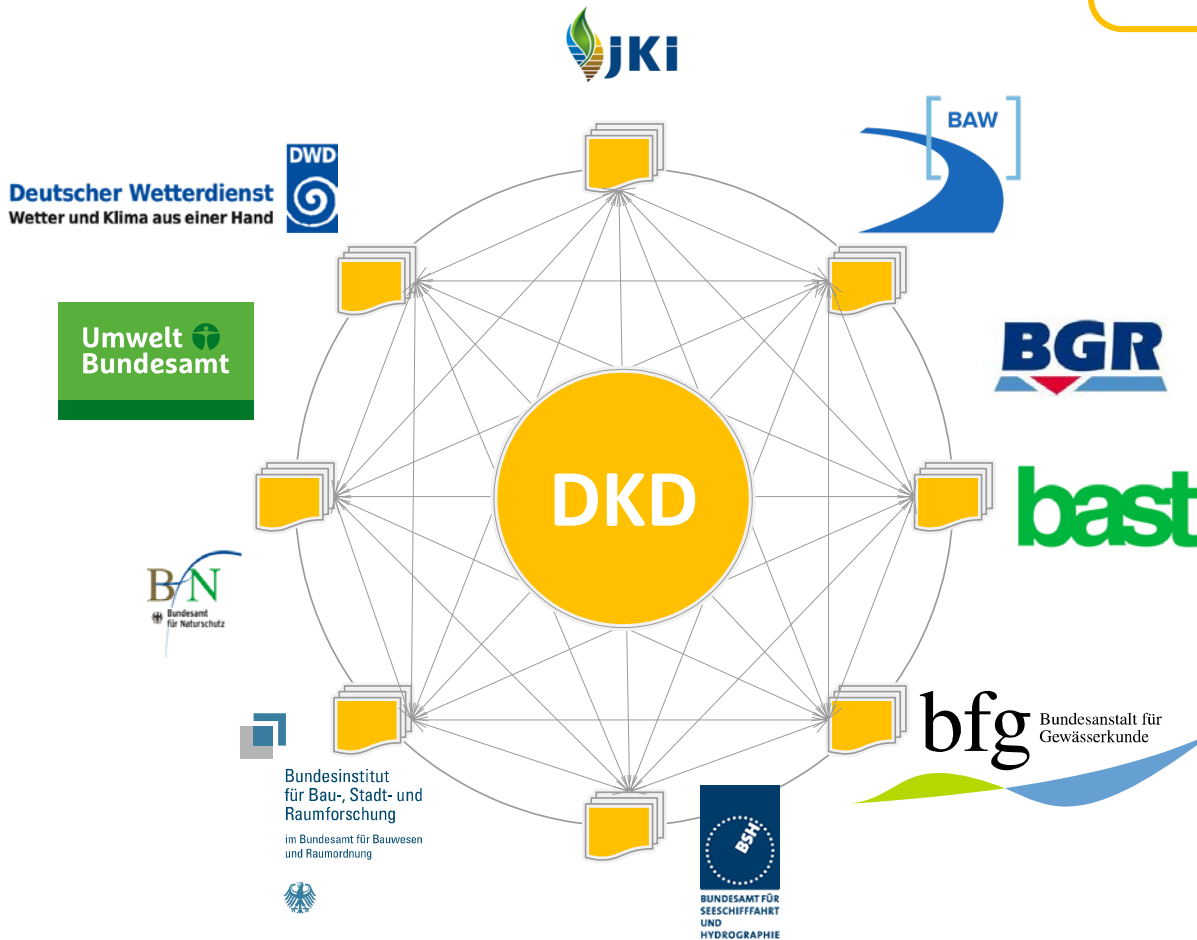 jKi
BAW
DWD
Deutscher Wetterdienst
Wetter und Klima aus einer Hand
Umwelt
Bundesamt
BGR
bast
DKD
BfN
Bundesamt
für Naturschutz
bfg
Bundesanstalt für
Gewässerkunde
Bundesinstitut
für Bau-, Stadt- und
Raumforschung
im Bundesamt für Bauwesen
und Raumordnung
BSH
BUNDESAMT FÜR
SEESCHIFFFAHRT
UND
HYDROGRAPHIE